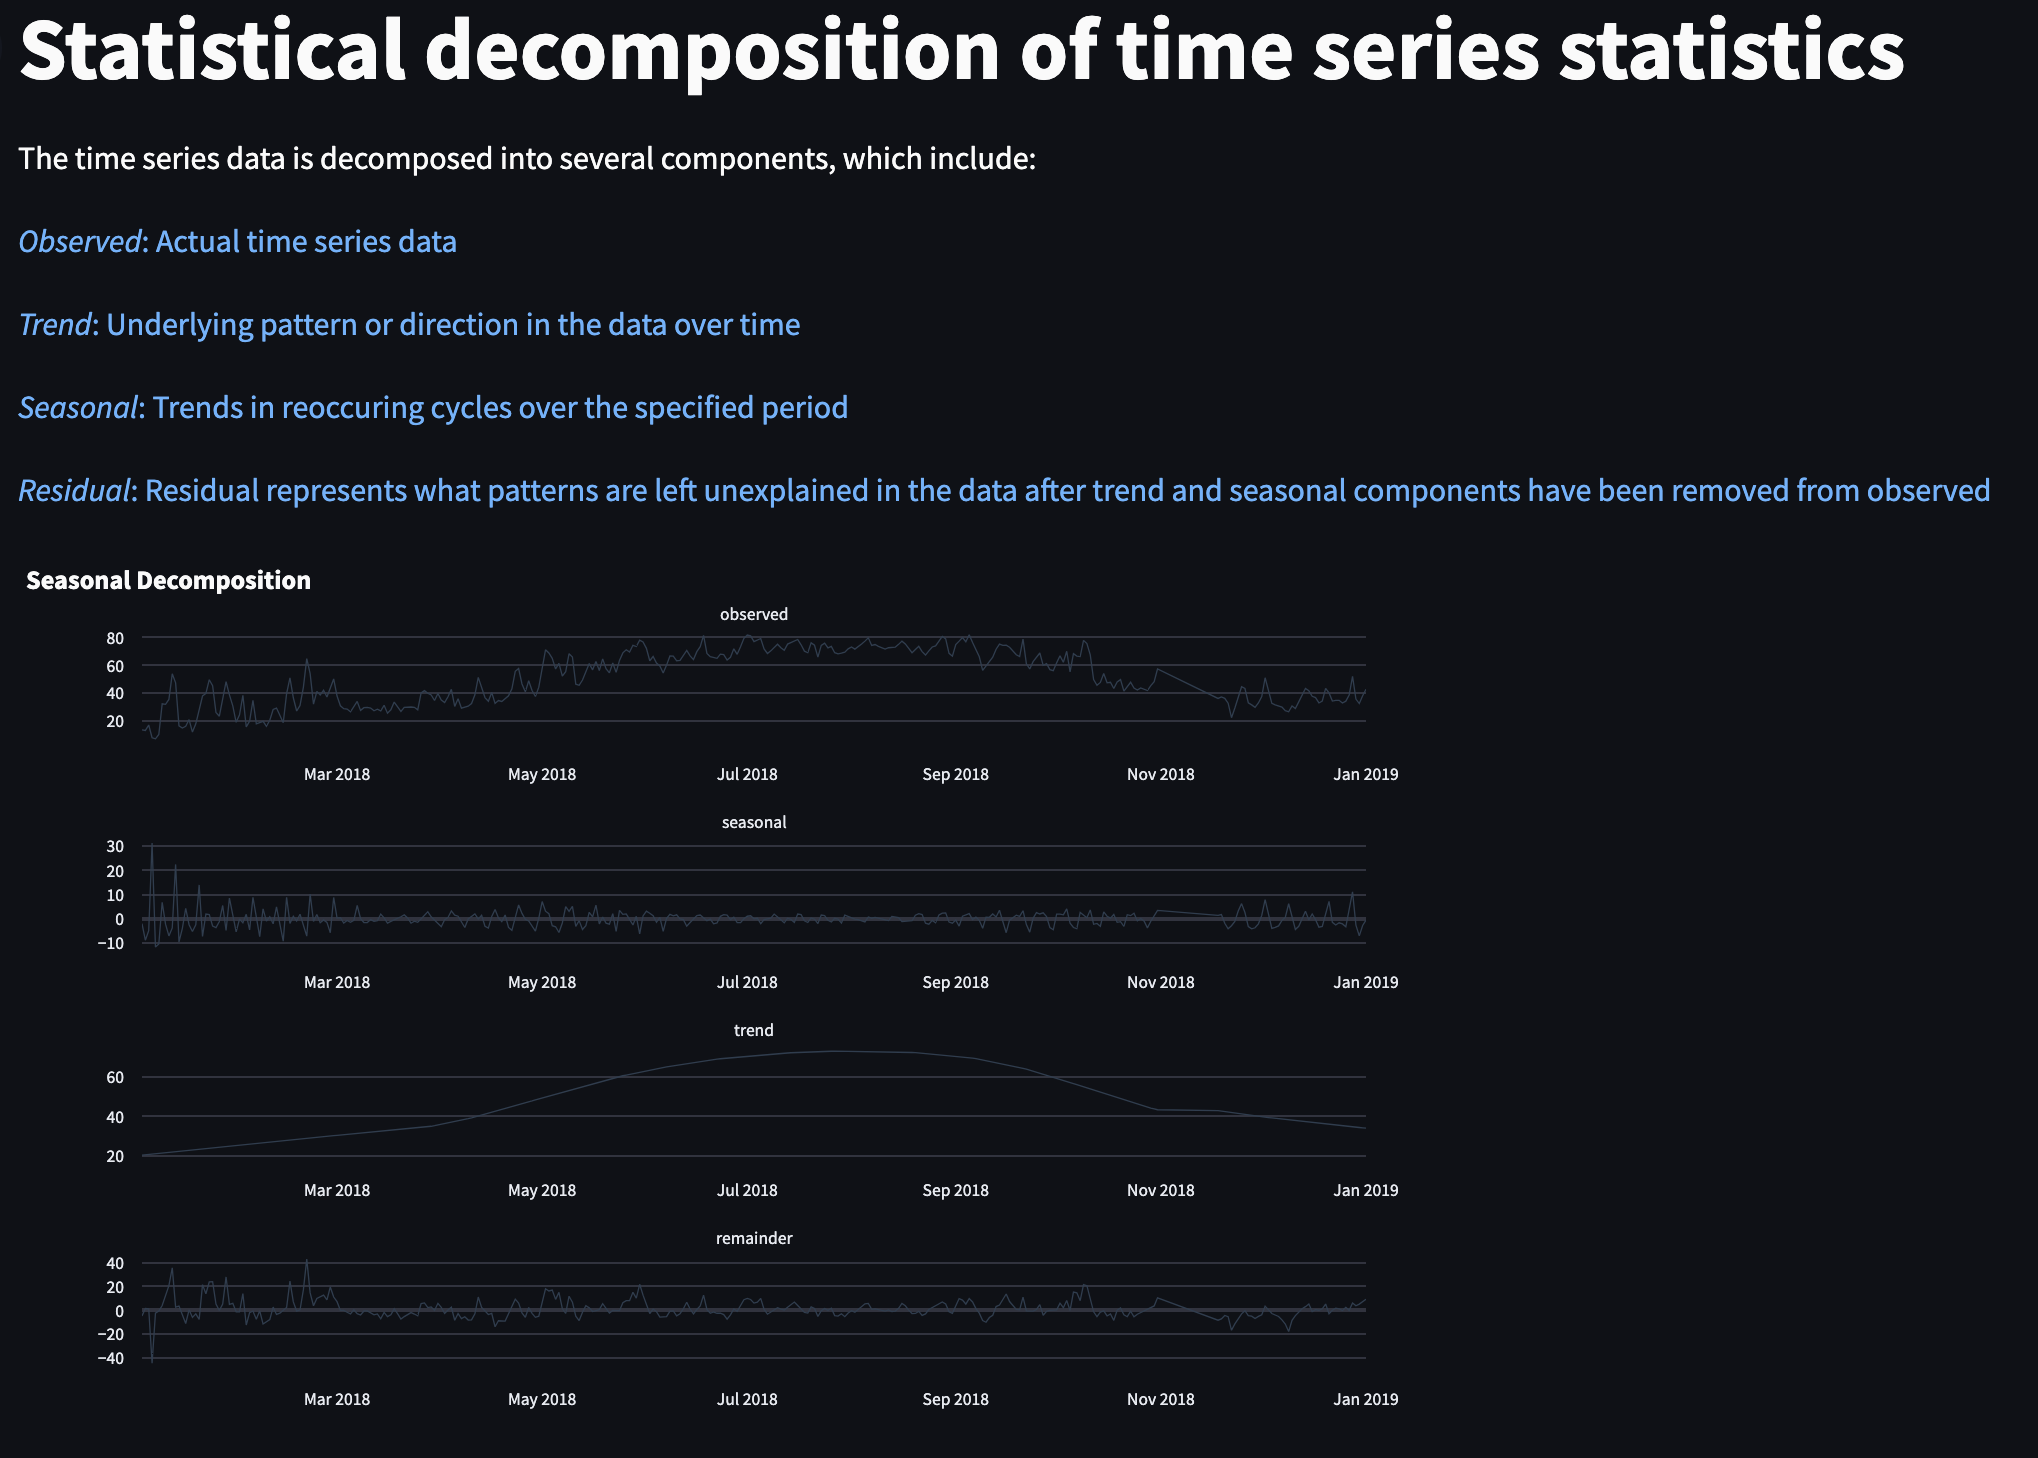 Statistical decomposition of time series statistics
The time series data is decomposed into several components, which include:
Observed: Actual time series data
Trend: Underlying pattern or direction in the data over time
Seasonal: Trends in reoccuring cycles over the specified period
Residual: Residual represents what patterns are left unexplained in the data after trend and seasonal components have been removed from observed
Seasonal Decomposition
observed
80
60
40
20
Mar 2018 May 2018 Jul 2018 Sep 2018 Nov 2018 Jan 2019
seasonal
30
20
10
0
−10
Mar 2018 May 2018 Jul 2018 Sep 2018 Nov 2018 Jan 2019
trend
60
40
20
Mar 2018 May 2018 Jul 2018 Sep 2018 Nov 2018 Jan 2019
remainder
40
20
0
−20
−40
Mar 2018 May 2018 Jul 2018 Sep 2018 Nov 2018 Jan 2019